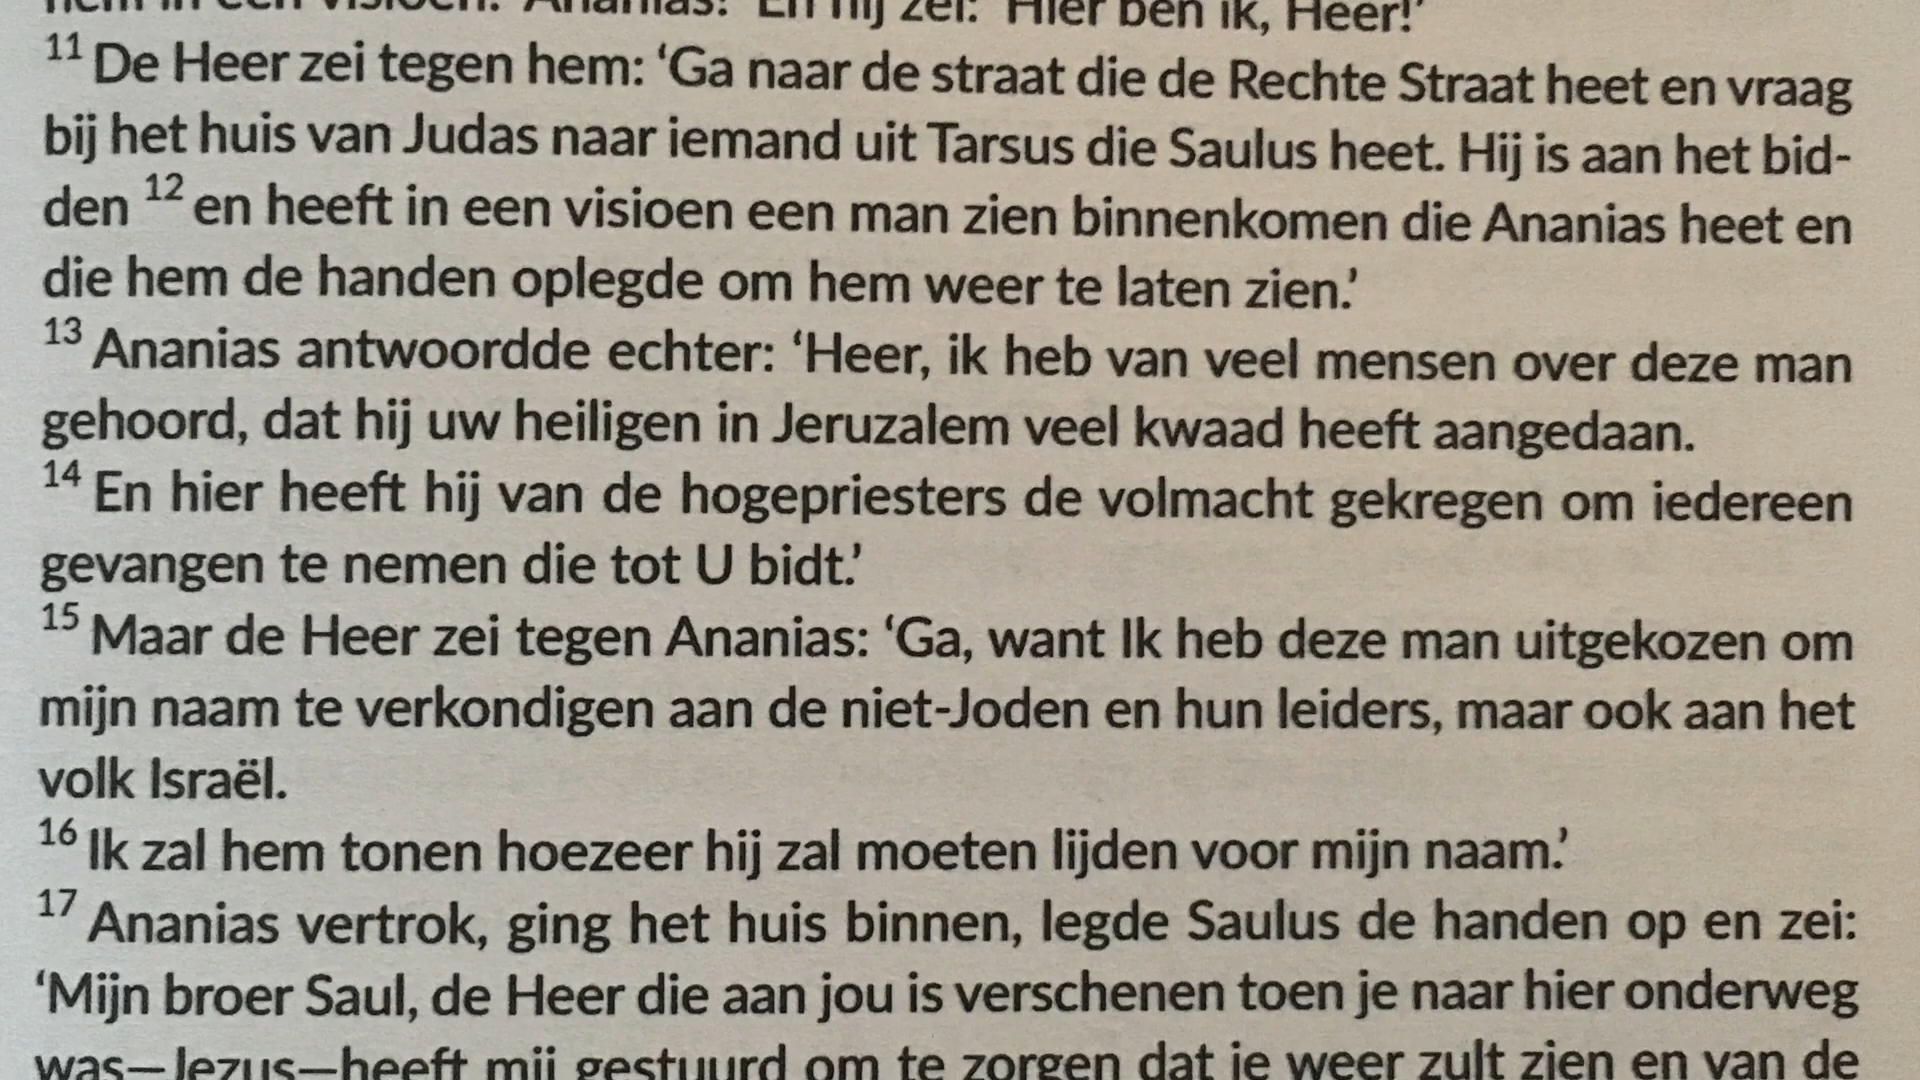 hem in een visioen: ‘Ananias!’ En hij zei: ‘Hier ben ik, Heer!’
11 De Heer zei tegen hem: ‘Ga naar de straat die de Rechte Straat heet en vraag
bij het huis van Judas naar iemand uit Tarsus die Saulus heet. Hij is aan het bid-
den 12 en heeft in een visioen een man zien binnenkomen die Ananias heet en
die hem de handen oplegde om hem weer te laten zien.’
13 Ananias antwoordde echter: ‘Heer, ik heb van veel mensen over deze man
gehoord, dat hij uw heiligen in Jeruzalem veel kwaad heeft aangedaan.
14 En hier heeft hij van de hogepriesters de volmacht gekregen om iedereen
gevangen te nemen die tot U bidt.’
15 Maar de Heer zei tegen Ananias: ‘Ga, want Ik heb deze man uitgekozen om
mijn naam te verkondigen aan de niet-Joden en hun leiders, maar ook aan het
volk Israël.
16 Ik zal hem tonen hoezeer hij zal moeten lijden voor mijn naam.’
17 Ananias vertrok, ging het huis binnen, legde Saulus de handen op en zei:
‘Mijn broer Saul, de Heer die aan jou is verschenen toen je naar hier onderweg
was—Jezus—heeft mij gestuurd om te zorgen dat je weer zult zien en van de